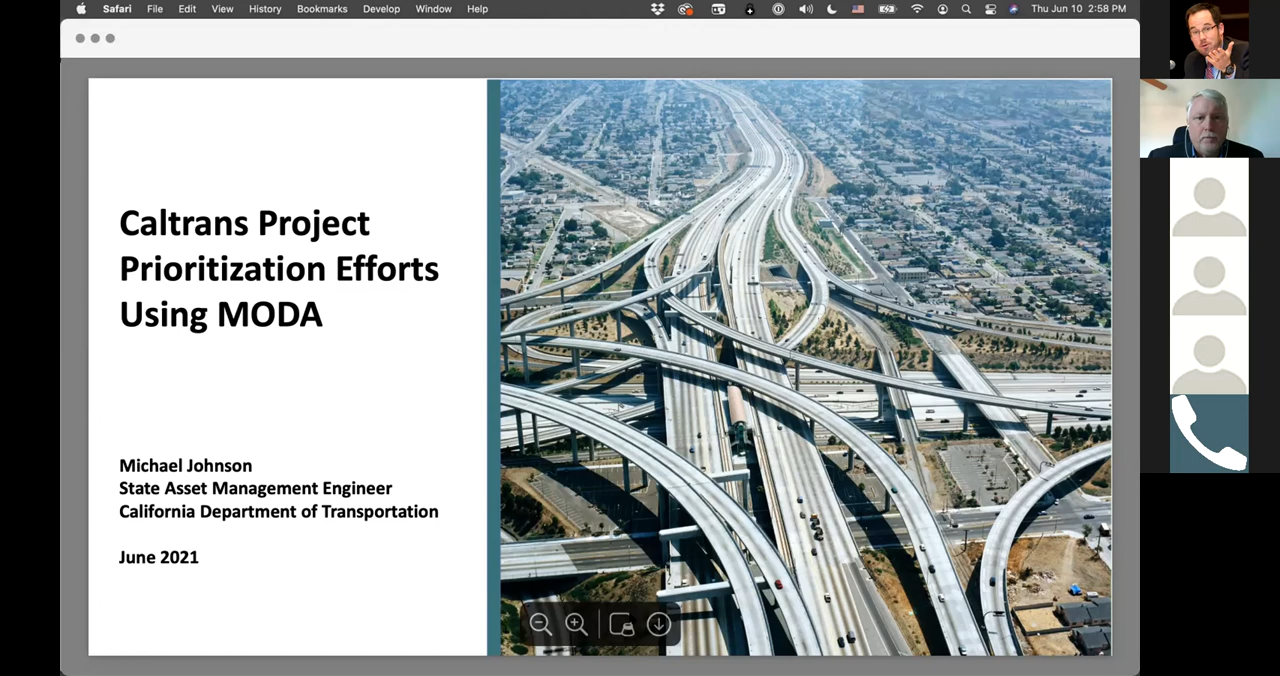 Safari File Edit View History Bookmarks Develop Window Help Thu Jun 10 2:58 PM
Caltrans Project
Prioritization Efforts
Using MODA
Michael Johnson
State Asset Management Engineer
California Department of Transportation
June 2021